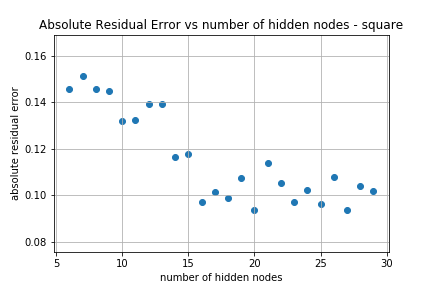 Absolute Residual Error vs number of hidden nodes - square
0.16
0.14
0.12
0.10
0.08
absolute residual error
5 10 15 20 25 30
number of hidden nodes